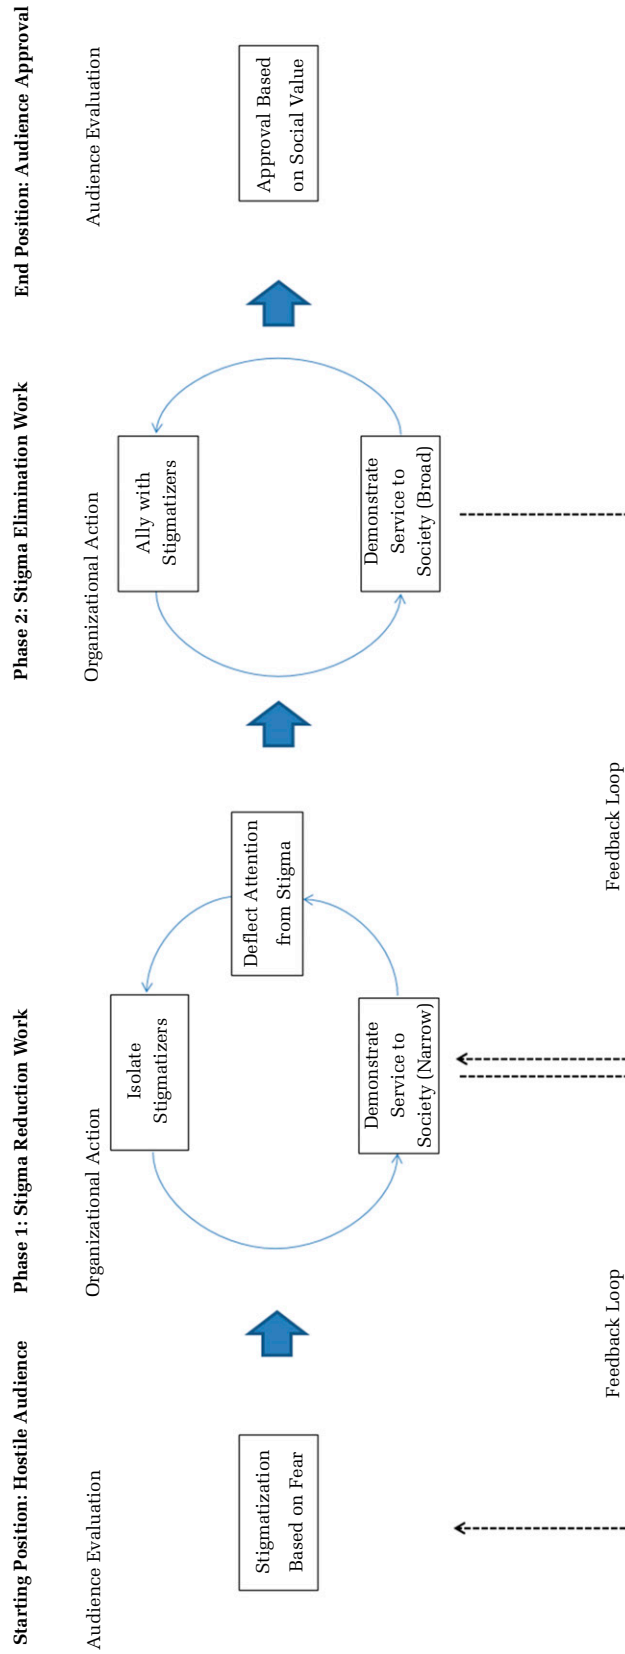 Starting Position: Hostile Audience
Phase 1: Stigma Reduction Work
Phase 2: Stigma Elimination Work
End Position: Audience Approval
Audience Evaluation
Organizational Action
Organizational Action
Audience Evaluation
Stigmatization
Based on Fear
Isolate
Stigmatizers
Deflect Attention
from Stigma
Demonstrate
Service to
Society (Narrow)
Ally with
Stigmatizers
Demonstrate
Service to
Society (Broad)
Approval Based
on Social Value
Feedback Loop
Feedback Loop